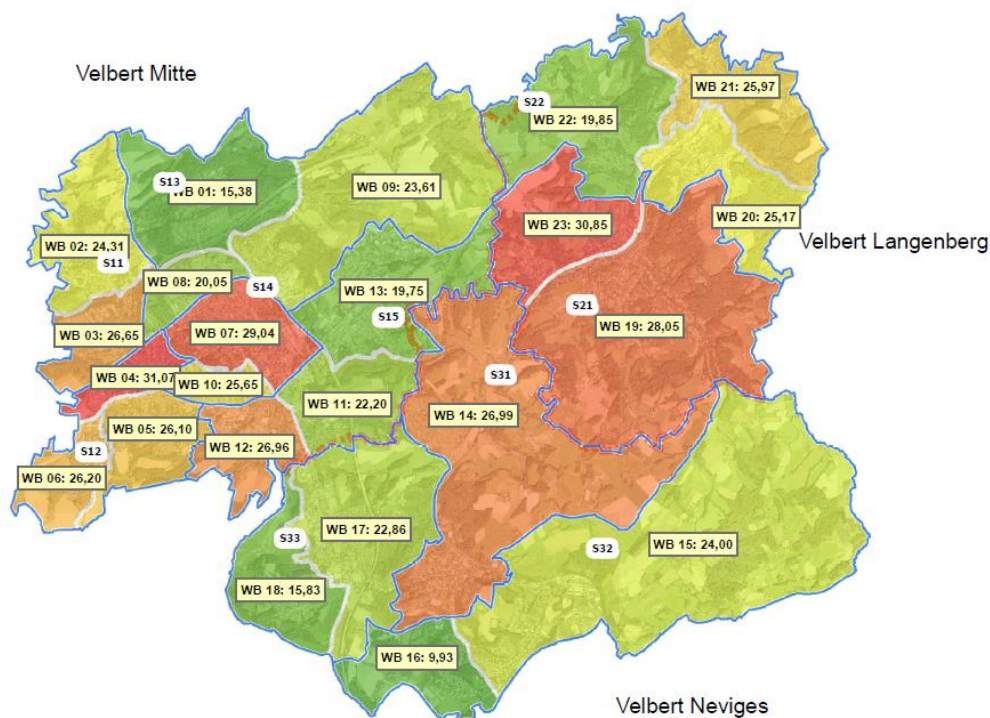 Velbert Mitte
WB 21: 25,97
S22
WB 22: 19,85
S13
WB 01: 15,38
WB 09: 23,61
WB 20: 25,17
WB 23: 30,85
Velbert Langenberg
WB 02: 24,31
S11
WB 08: 20,05
S14
WB 13: 19,75
S21
S15
WB 19: 28,05
WB 03: 26,65
WB 07: 29,04
WB 04: 31,07
S31
WB 10: 25,65
WB 11: 22,20
WB 14: 26,99
WB 05: 26,10
WB 12: 26,96
S12
WB 06: 26,20
WB 17: 22,86
S33
S32
WB 15: 24,00
WB 18: 15,83
WB 16: 9,93
Velbert Neviges